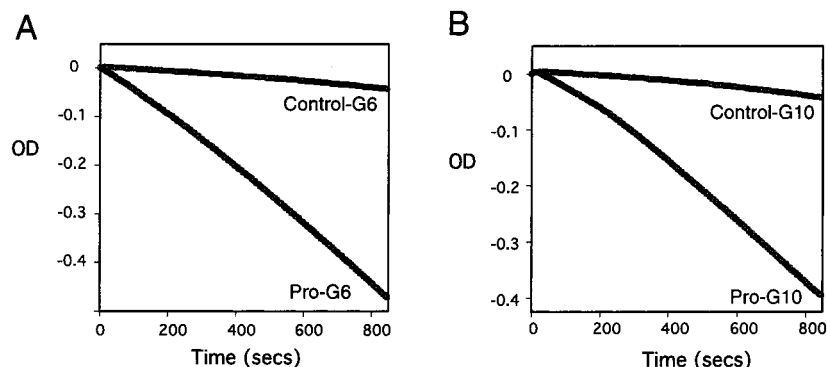 A
0
-0.1
-0.2
-0.3
-0.4
OD
Control-G6
Pro-G6
0 200 400 600 800
Time (secs)
B
0
-0.1
-0.2
-0.3
-0.4
OD
Control-G10
Pro-G10
0 200 400 600 800
Time (secs)